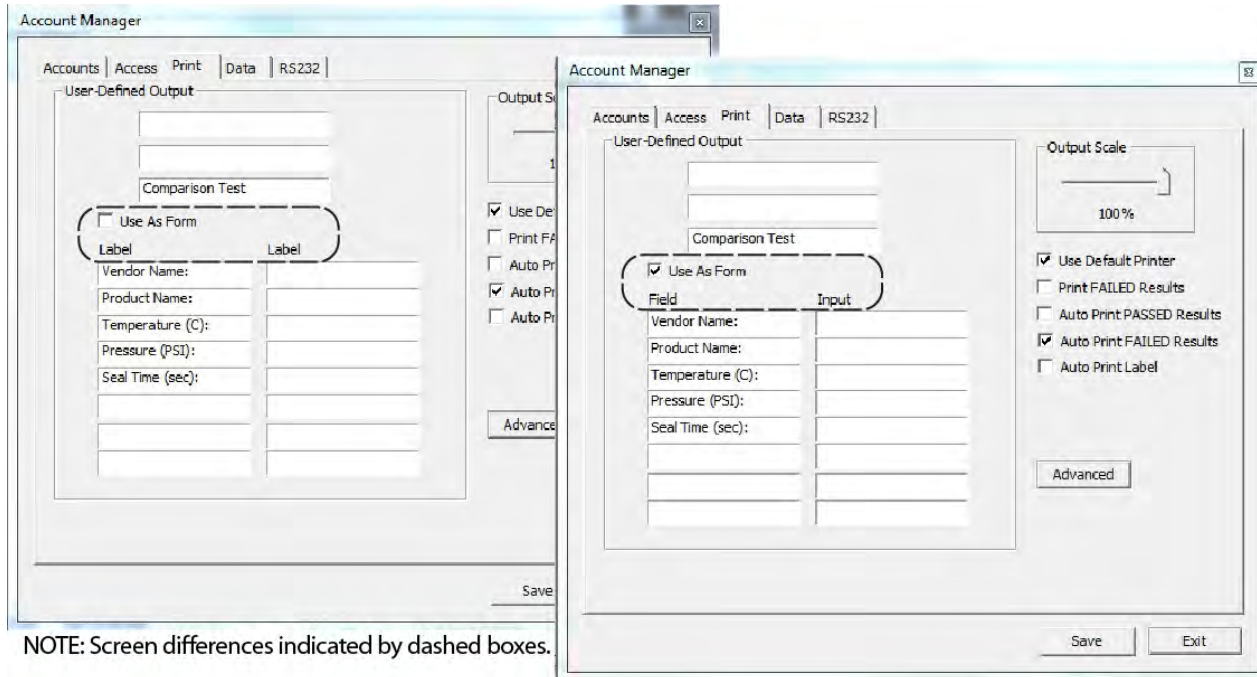 Account Manager
Accounts Access Print Data RS232
User-Defined Output
Comparison Test
Use As Form
Label Label
Vendor Name:
Product Name:
Temperature (C):
Pressure (PSI):
Seal Time (sec):
Output S
1
Use De
Print FA
Auto Pr
Auto Pr
Auto Pr
Advance
Save
NOTE: Screen differences indicated by dashed boxes.
Account Manager
Accounts Access Print Data RS232
User-Defined Output
Comparison Test
Use As Form
Field Input
Vendor Name:
Product Name:
Temperature (C):
Pressure (PSI):
Seal Time (sec):
Output Scale
100%
Use Default Printer
Print FAILED Results
Auto Print PASSED Results
Auto Print FAILED Results
Auto Print Label
Advanced
Save Exit